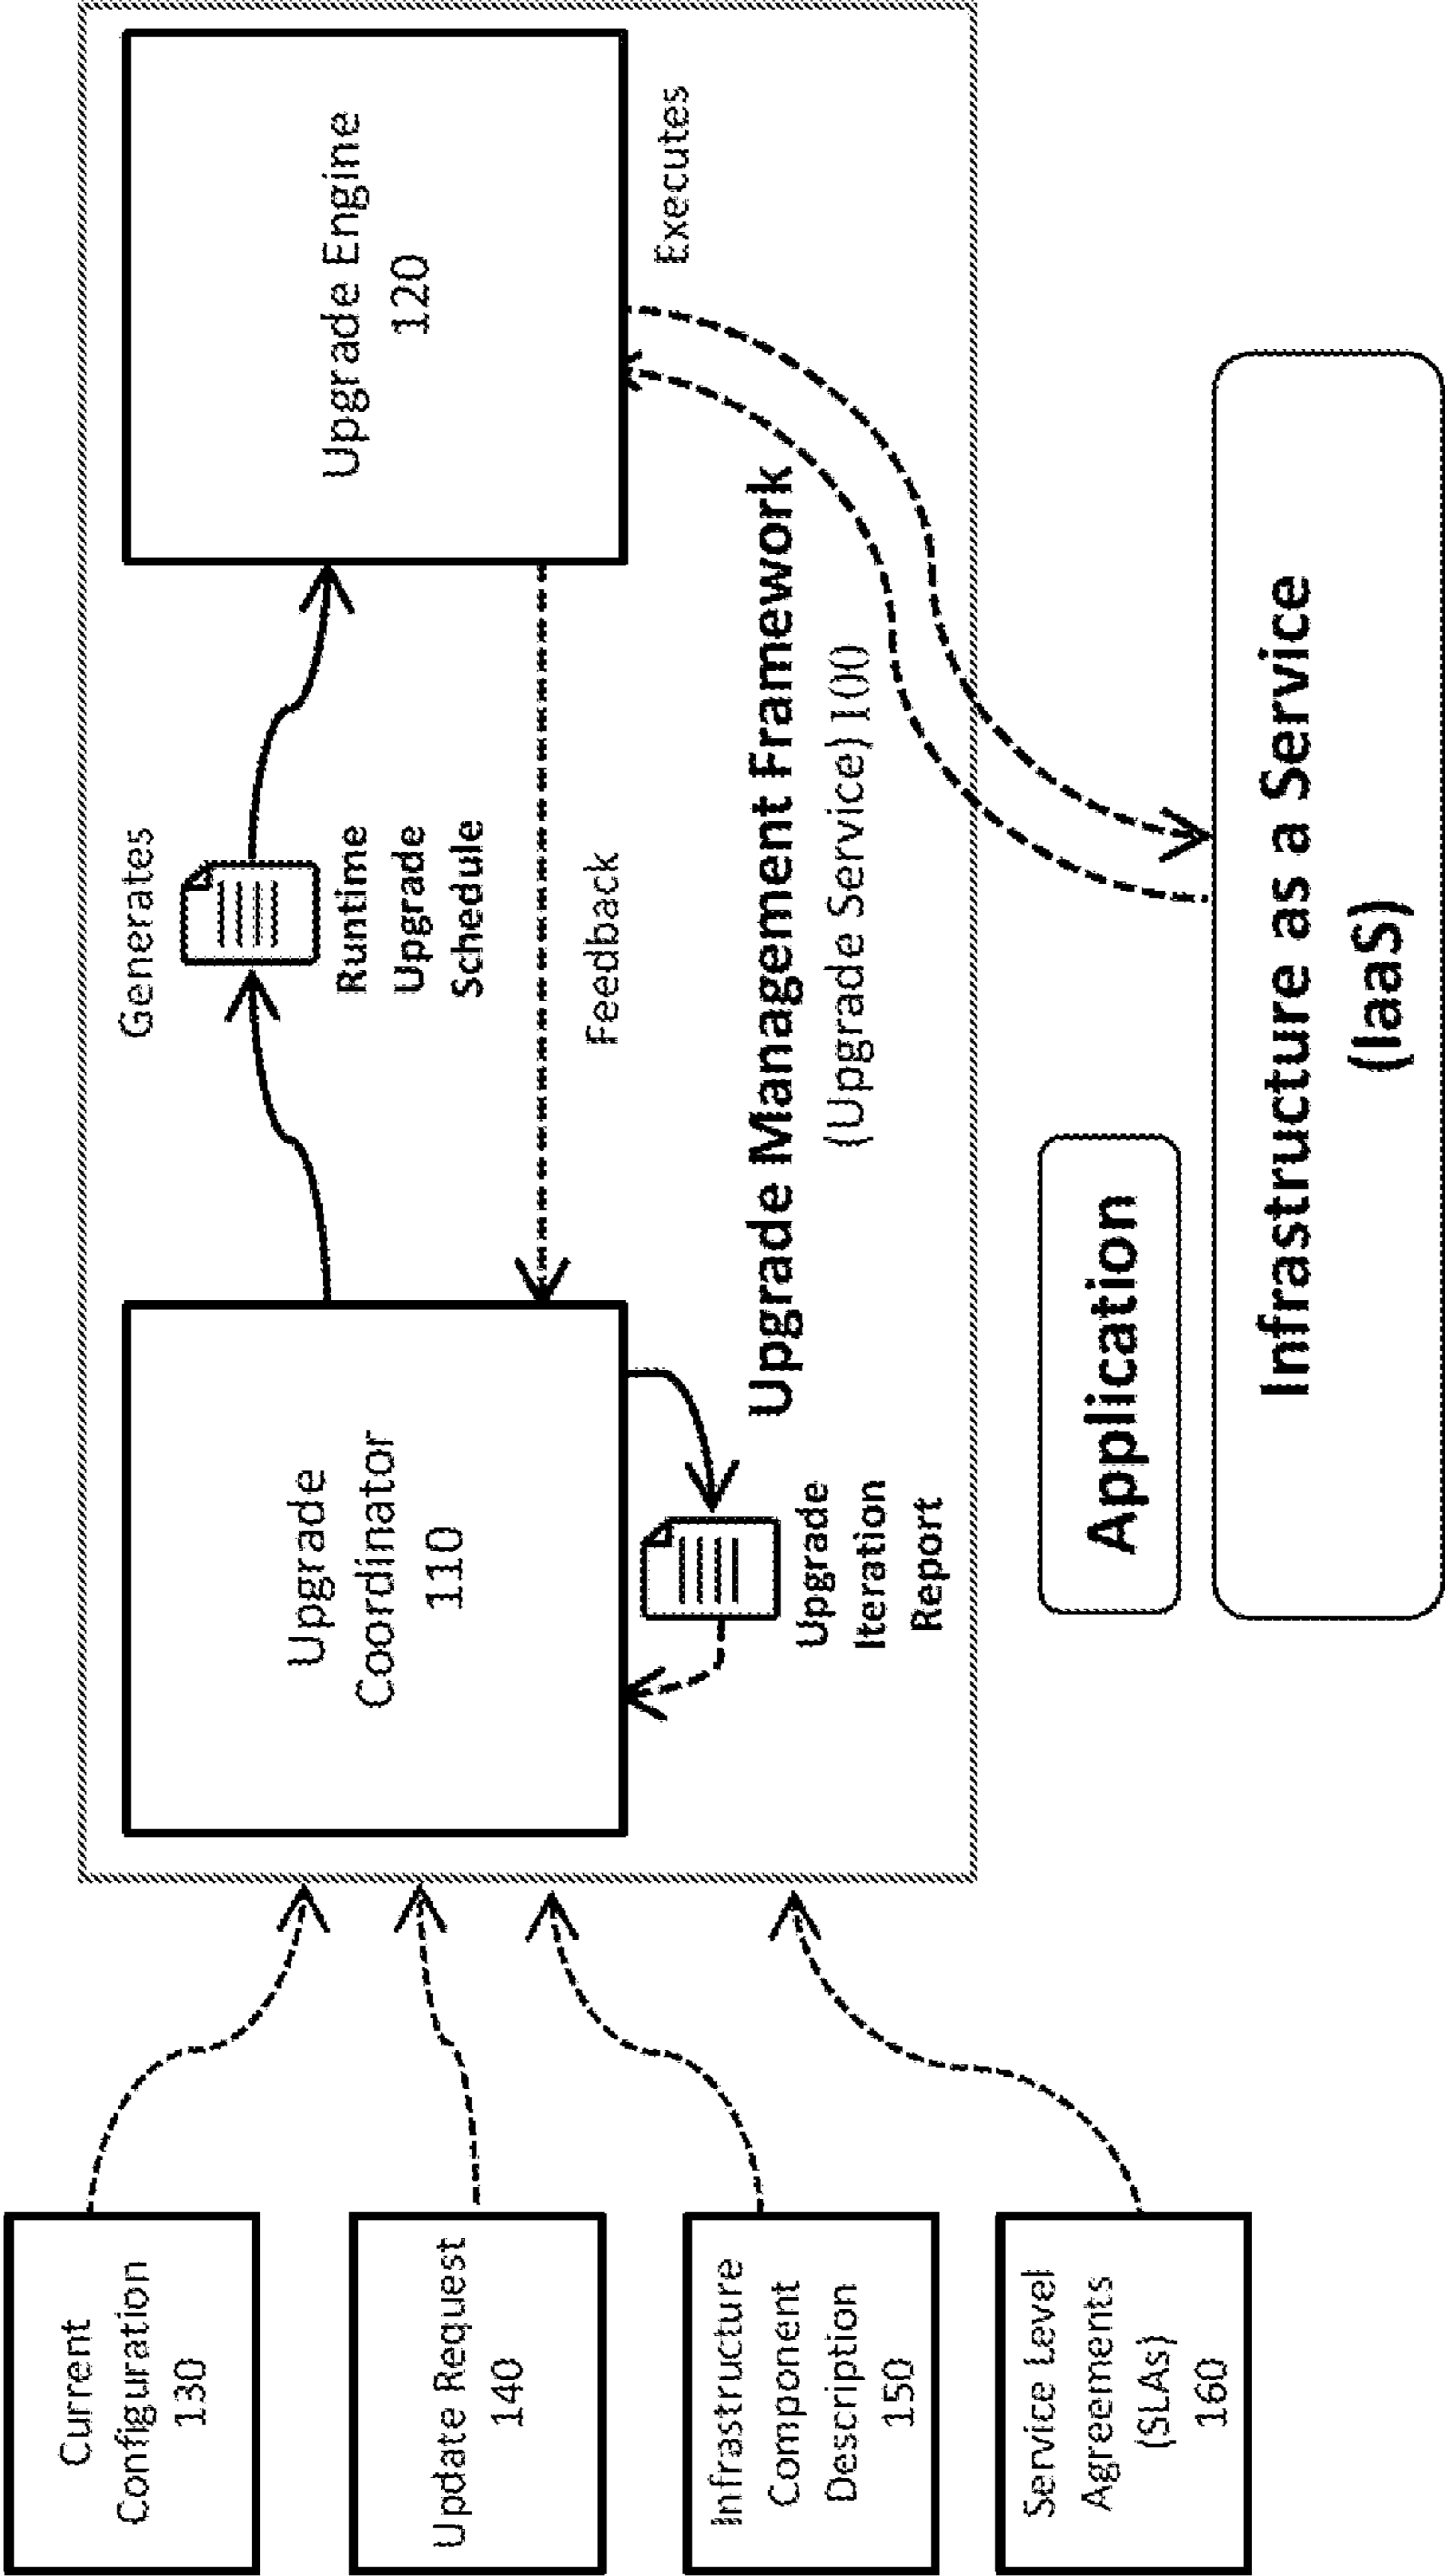 Current
Configuration
130
Update Request
140
Infrastructure
Component
Description
150
Service Level
Agreements
(SLAs)
160
Upgrade
Coordinator
110
Generates
Runtime
Upgrade
Schedule
Feedback
Upgrade Engine
120
Executes
Upgrade
Iteration
Report
Upgrade Management Framework
(Upgrade Service) 100
Application
Infrastructure as a Service
(IaaS)